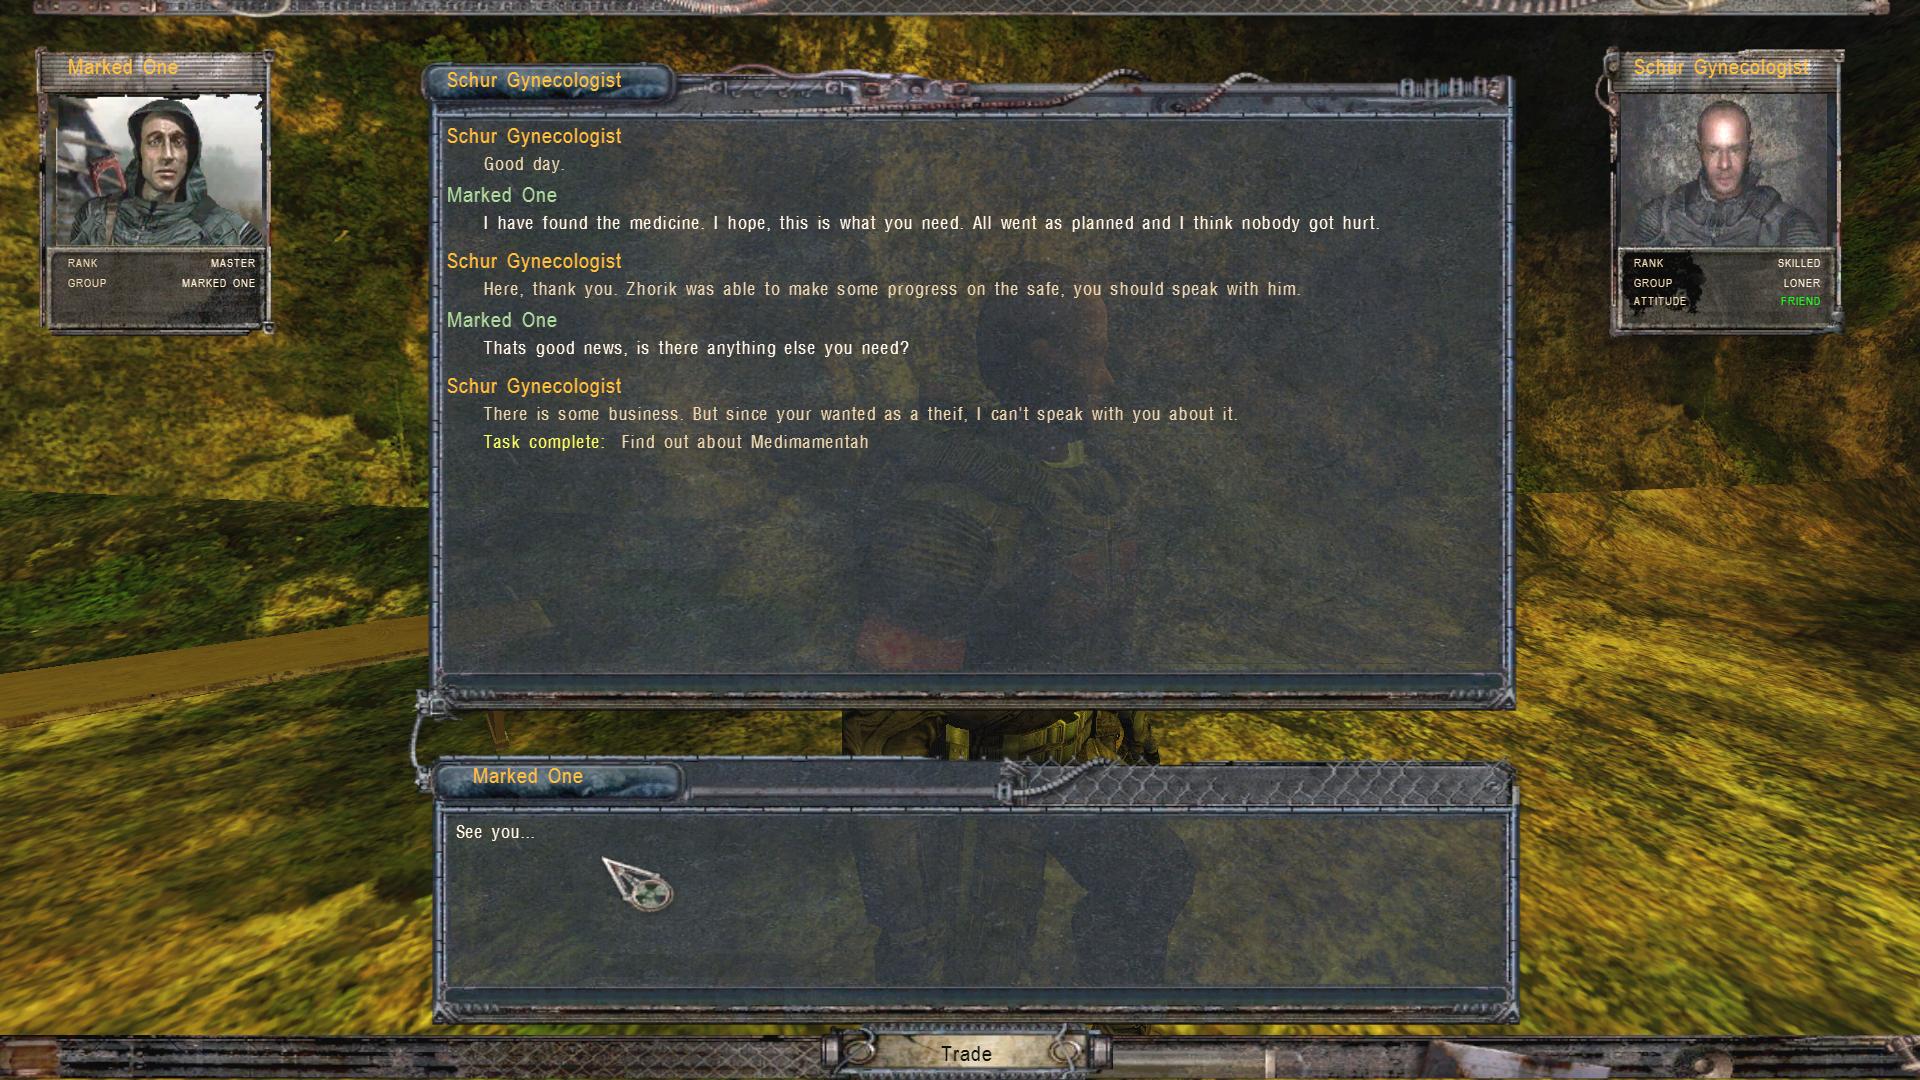 Marked One
RANK MASTER
GROUP MARKED ONE
Schur Gynecologist
Schur Gynecologist
Good day.
Marked One
I have found the medicine. I hope, this is what you need. All went as planned and I think nobody got hurt.
Schur Gynecologist
Here, thank you. Zhorik was able to make some progress on the safe, you should speak with him.
Marked One
Thats good news, is there anything else you need?
Schur Gynecologist
There is some business. But since your wanted as a theif, I can't speak with you about it.
Task complete: Find out about Medimamentah
Schur Gynecologist
RANK SKILLED
GROUP LONER
ATTITUDE FRIEND
Marked One
See you...
Trade